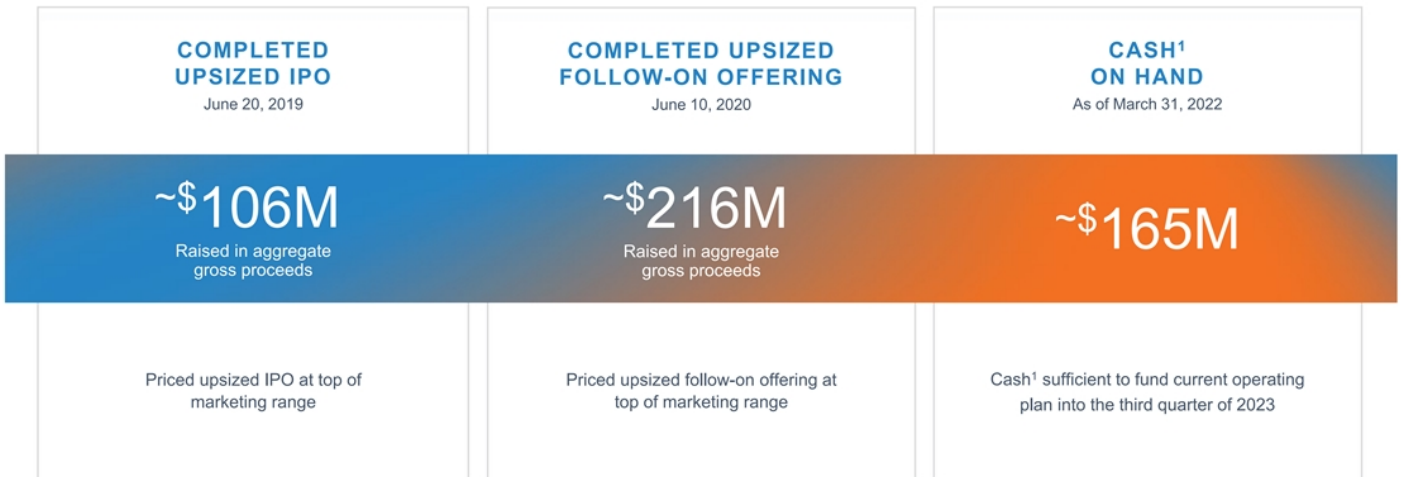 COMPLETED
UPSIZED IPO
June 20, 2019
~$106M
Raised in aggregate
gross proceeds
Priced upsized IPO at top of
marketing range
COMPLETED UPSIZED
FOLLOW-ON OFFERING
June 10, 2020
~$216M
Raised in aggregate
gross proceeds
Priced upsized follow-on offering at
top of marketing range
CASH¹
ON HAND
As of March 31, 2022
~$165M
Cash¹ sufficient to fund current operating
plan into the third quarter of 2023